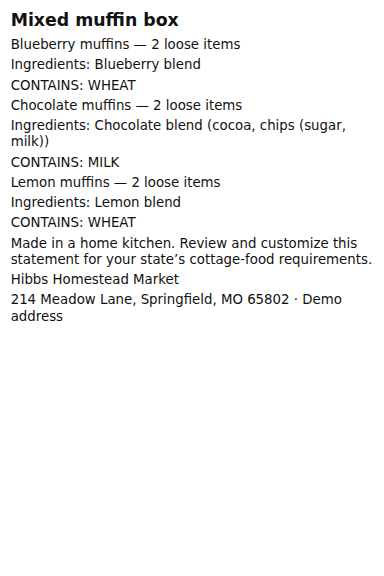 Mixed muffin box
Blueberry muffins — 2 loose items
Ingredients: Blueberry blend
CONTAINS: WHEAT
Chocolate muffins — 2 loose items
Ingredients: Chocolate blend (cocoa, chips (sugar,
milk))
CONTAINS: MILK
Lemon muffins — 2 loose items
Ingredients: Lemon blend
CONTAINS: WHEAT
Made in a home kitchen. Review and customize this
statement for your state’s cottage-food requirements.
Hibbs Homestead Market
214 Meadow Lane, Springfield, MO 65802 · Demo
address